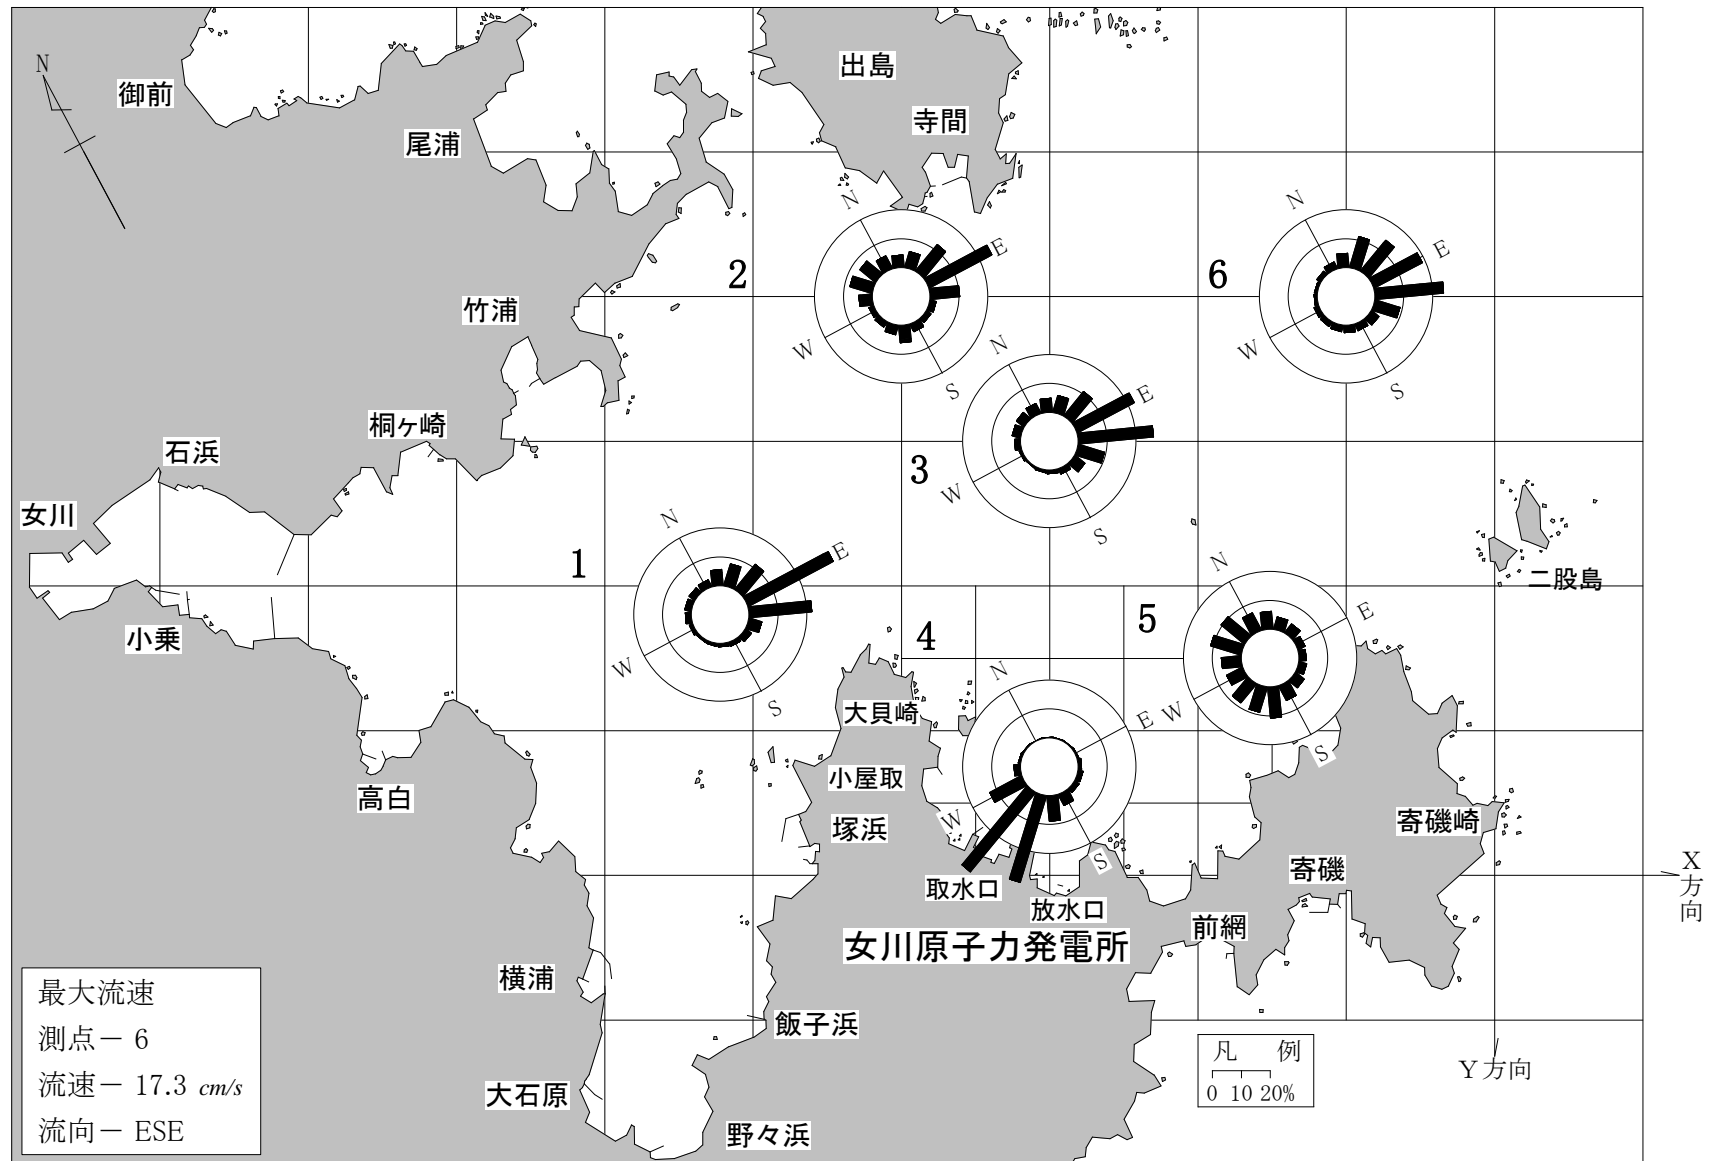 N
御前
尾浦
出島
寺間
N
E
W
S
2
N
E
W
S
6
竹浦
N
E
W
S
3
桐ヶ崎
石浜
女川
小乗
N
E
W
S
1
二股島
N
E
W
S
5
4
N
E
W
S
大貝崎
小屋取
塚浜
高白
取水口
放水口
女川原子力発電所
寄磯崎
寄磯
前網
X方向
横浦
飯子浜
大石原
野々浜
Y方向
凡 例
0 10 20%
最大流速
測点－ 6
流速－ 17.3 cm/s
流向－ ESE